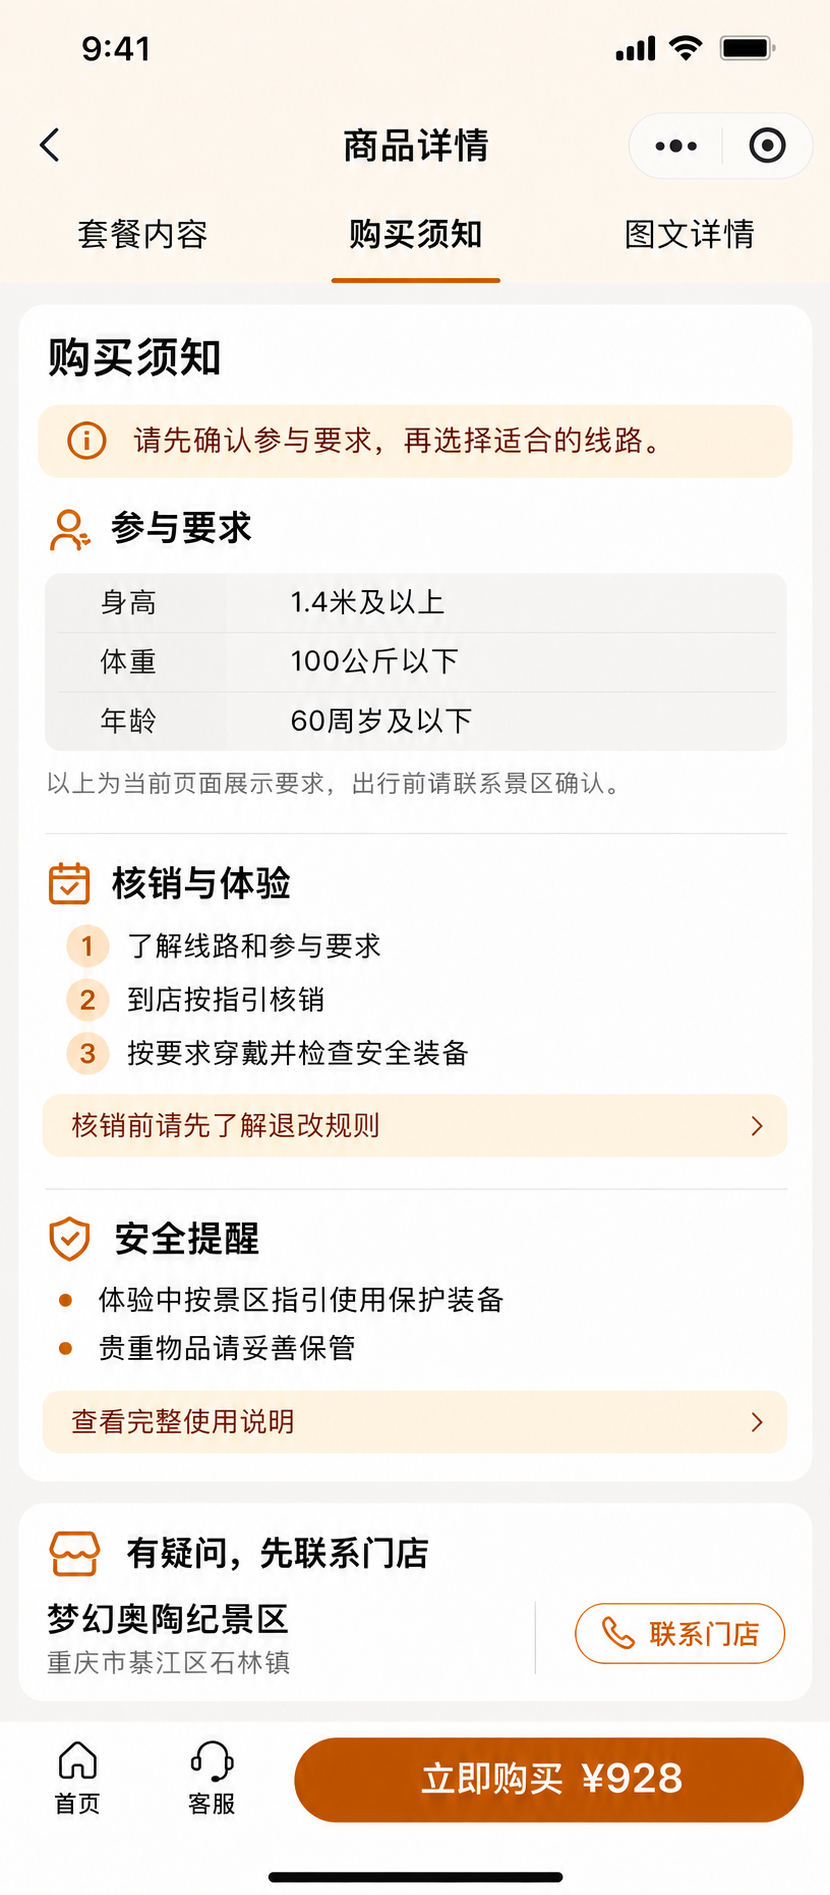 9:41
商品详情
套餐内容 购买须知 图文详情
购买须知
请先确认参与要求，再选择适合的线路。
参与要求
身高 1.4米及以上
体重 100公斤以下
年龄 60周岁及以下
以上为当前页面展示要求，出行前请联系景区确认。
核销与体验
1 了解线路和参与要求
2 到店按指引核销
3 按要求穿戴并检查安全装备
核销前请先了解退改规则
安全提醒
体验中按景区指引使用保护装备
贵重物品请妥善保管
查看完整使用说明
有疑问，先联系门店
梦幻奥陶纪景区
重庆市綦江区石林镇
联系门店
首页 客服 立即购买 ¥928